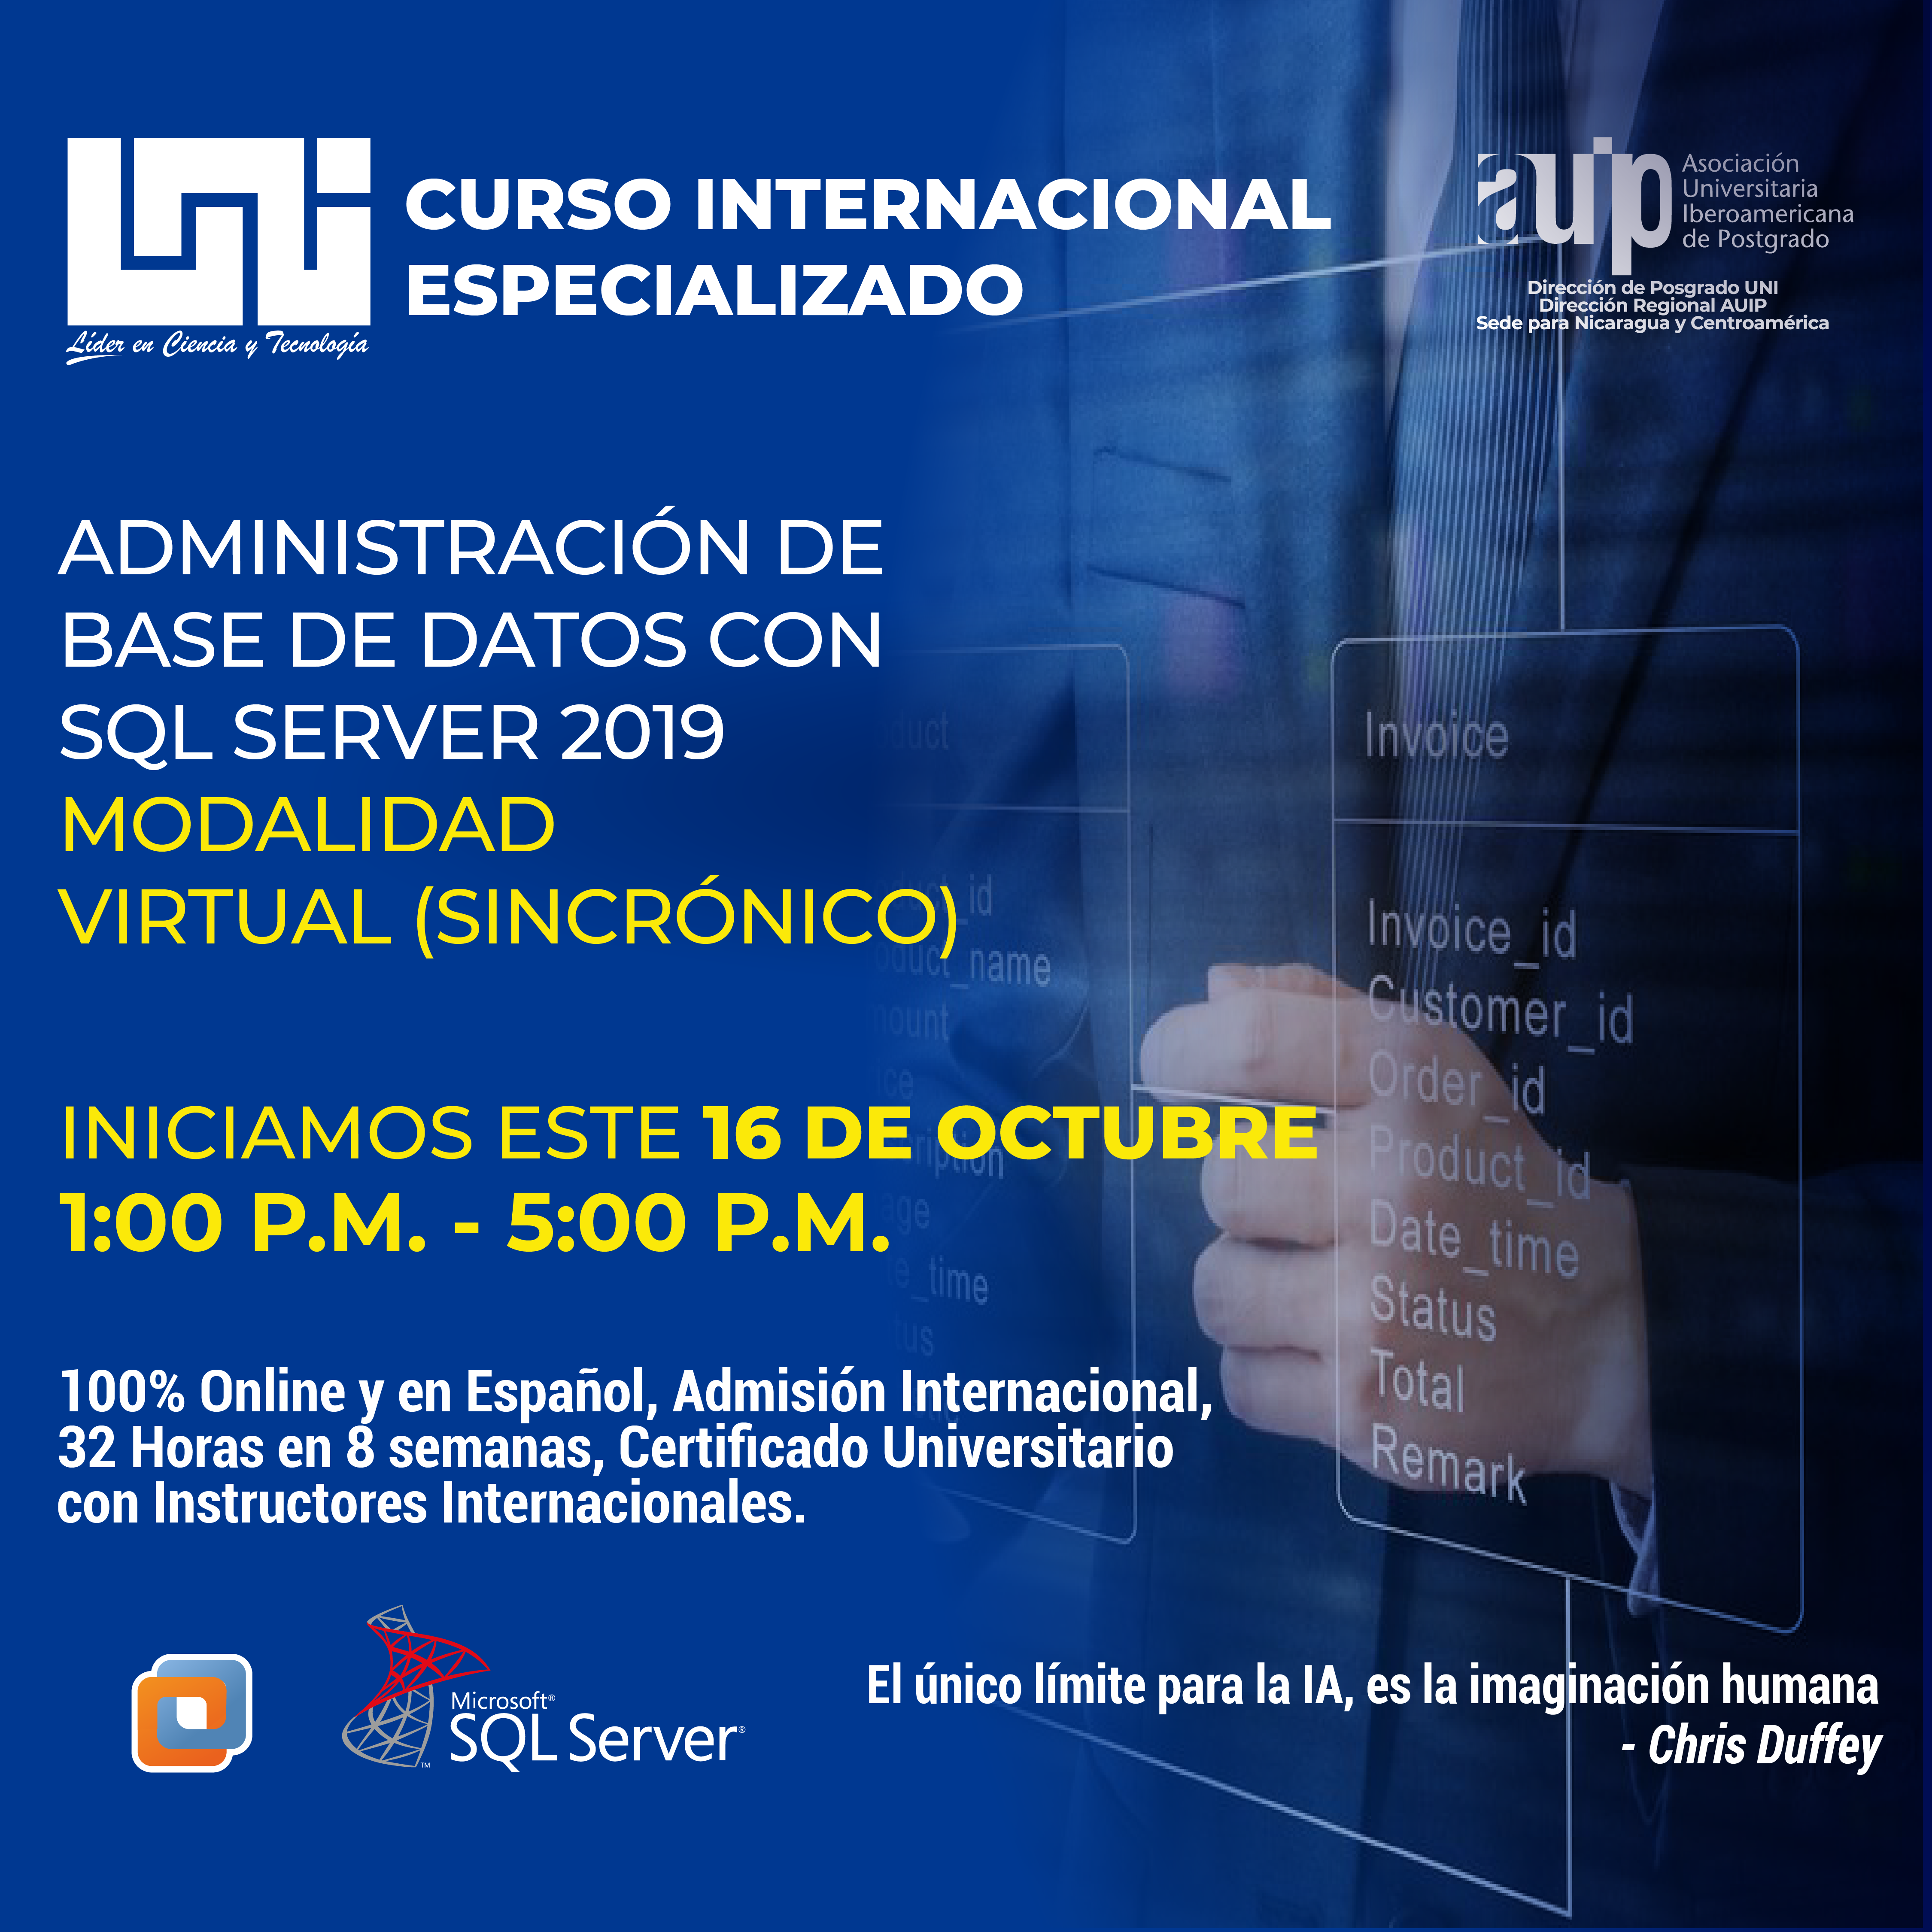 uni
Líder en Ciencia y Tecnología
CURSO INTERNACIONAL
ESPECIALIZADO
auip
Asociación
Universitaria
Iberoamericana
de Postgrado
Dirección de Posgrado UNI
Dirección Regional AUIP
Sede para Nicaragua y Centroamérica
ADMINISTRACIÓN DE
BASE DE DATOS CON
SQL SERVER 2019
MODALIDAD
VIRTUAL (SINCRÓNICO)
INICIAMOS ESTE 16 DE OCTUBRE
1:00 P.M. - 5:00 P.M.
100% Online y en Español, Admisión Internacional,
32 Horas en 8 semanas, Certificado Universitario
con Instructores Internacionales.
Invoice
Invoice_id
Customer_id
Order_id
Product_id
Date_time
Status
Total
Remark
Microsoft®
SQL Server®
TM
El único límite para la IA, es la imaginación humana
- Chris Duffey